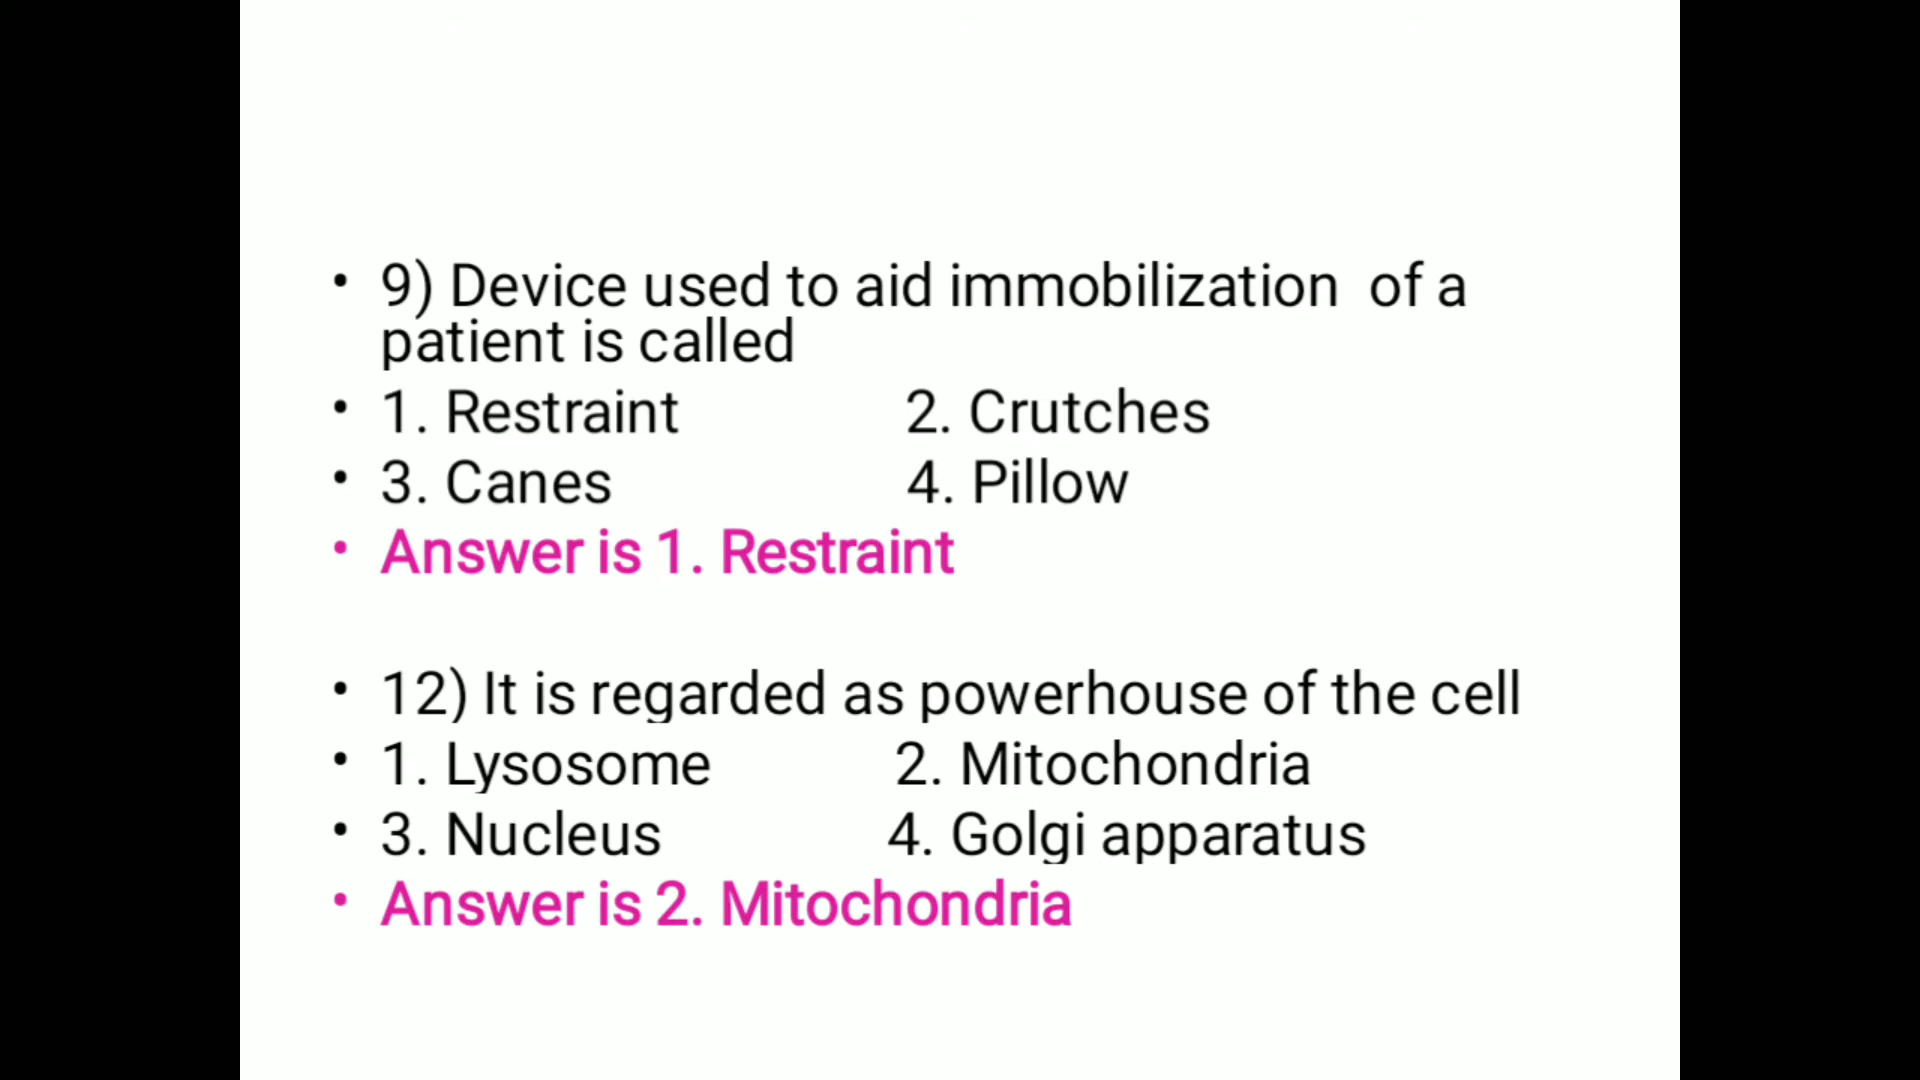 • 9) Device used to aid immobilization  of a
patient is called
• 1. Restraint 2. Crutches
• 3. Canes 4. Pillow
• Answer is 1. Restraint
• 12) It is regarded as powerhouse of the cell
• 1. Lysosome 2. Mitochondria
• 3. Nucleus 4. Golgi apparatus
• Answer is 2. Mitochondria